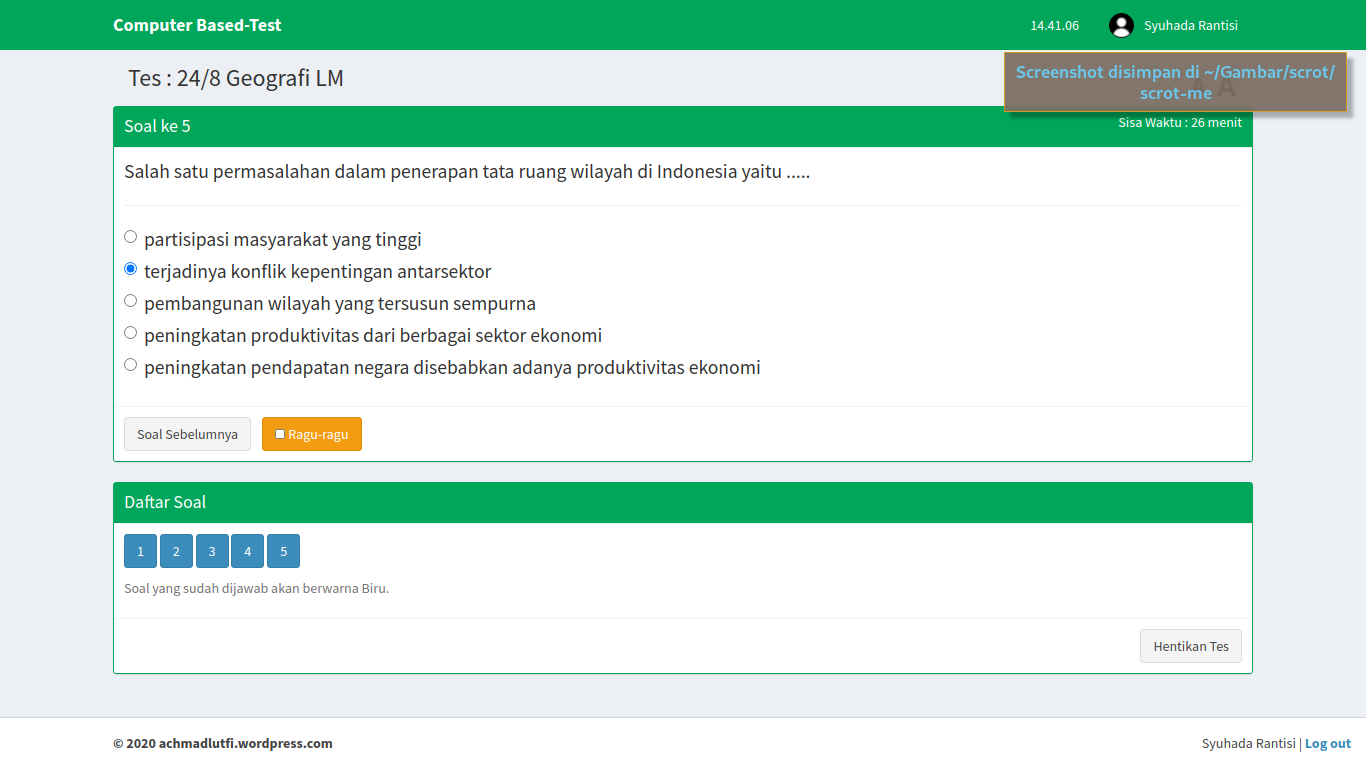 Computer Based-Test
14.41.06
Syuhada Rantisi
Tes : 24/8 Geografi LM
Screenshot disimpan di ~/Gambar/scrot/
scrot-me
A
Soal ke 5
Sisa Waktu : 26 menit
Salah satu permasalahan dalam penerapan tata ruang wilayah di Indonesia yaitu .....
partisipasi masyarakat yang tinggi
terjadinya konflik kepentingan antarsektor
pembangunan wilayah yang tersusun sempurna
peningkatan produktivitas dari berbagai sektor ekonomi
peningkatan pendapatan negara disebabkan adanya produktivitas ekonomi
Soal Sebelumnya
Ragu-ragu
Daftar Soal
1 2 3 4 5
Soal yang sudah dijawab akan berwarna Biru.
Hentikan Tes
© 2020 achmadlutfi.wordpress.com
Syuhada Rantisi | Log out